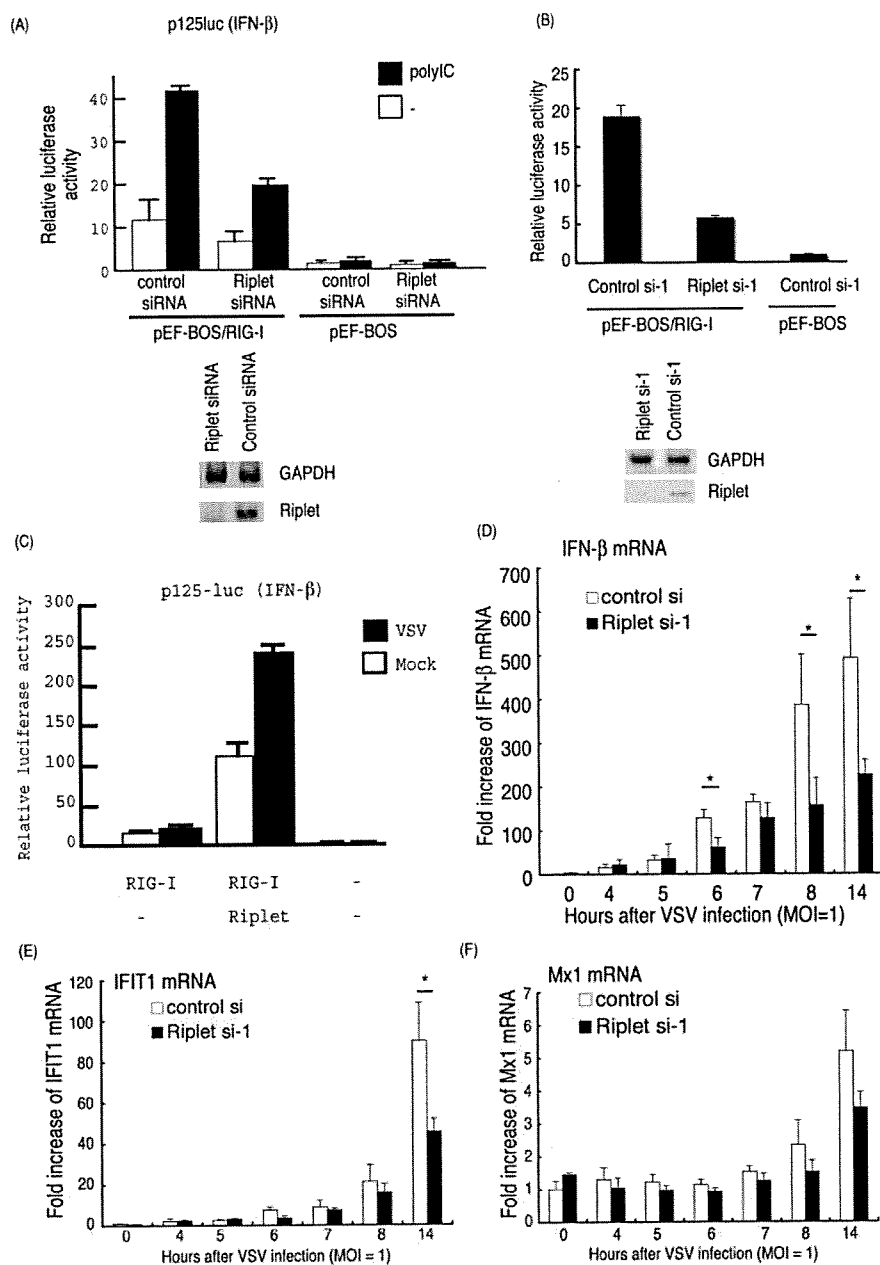 (A)
p125luc (IFN-β)
polyIC
-
Relative luciferase activity
40
30
20
10
0
control siRNA
Riplet siRNA
control siRNA
Riplet siRNA
pEF-BOS/RIG-I
pEF-BOS
Riplet siRNA
Control siRNA
GAPDH
Riplet
(B)
Relative luciferase activity
25
20
15
10
5
0
Control si-1
Riplet si-1
Control si-1
pEF-BOS/RIG-I
pEF-BOS
Riplet si-1
Control si-1
GAPDH
Riplet
(C)
p125-luc (IFN-β)
VSV
Mock
Relative luciferase activity
300
250
200
150
100
50
0
RIG-I RIG-I -
- Riplet -
(D)
IFN-β mRNA
control si
Riplet si-1
Fold increase of IFN-β mRNA
700
600
500
400
300
200
100
0
* * *
0 4 5 6 7 8 14
Hours after VSV infection (MOI=1)
(E)
IFIT1 mRNA
control si
Riplet si-1
Fold increase of IFIT1 mRNA
120
100
80
60
40
20
0
*
0 4 5 6 7 8 14
Hours after VSV infection (MOI = 1)
(F)
Mx1 mRNA
control si
Riplet si-1
Fold increase of Mx1 mRNA
7
6
5
4
3
2
1
0
0 4 5 6 7 8 14
Hours after VSV infection (MOI = 1)